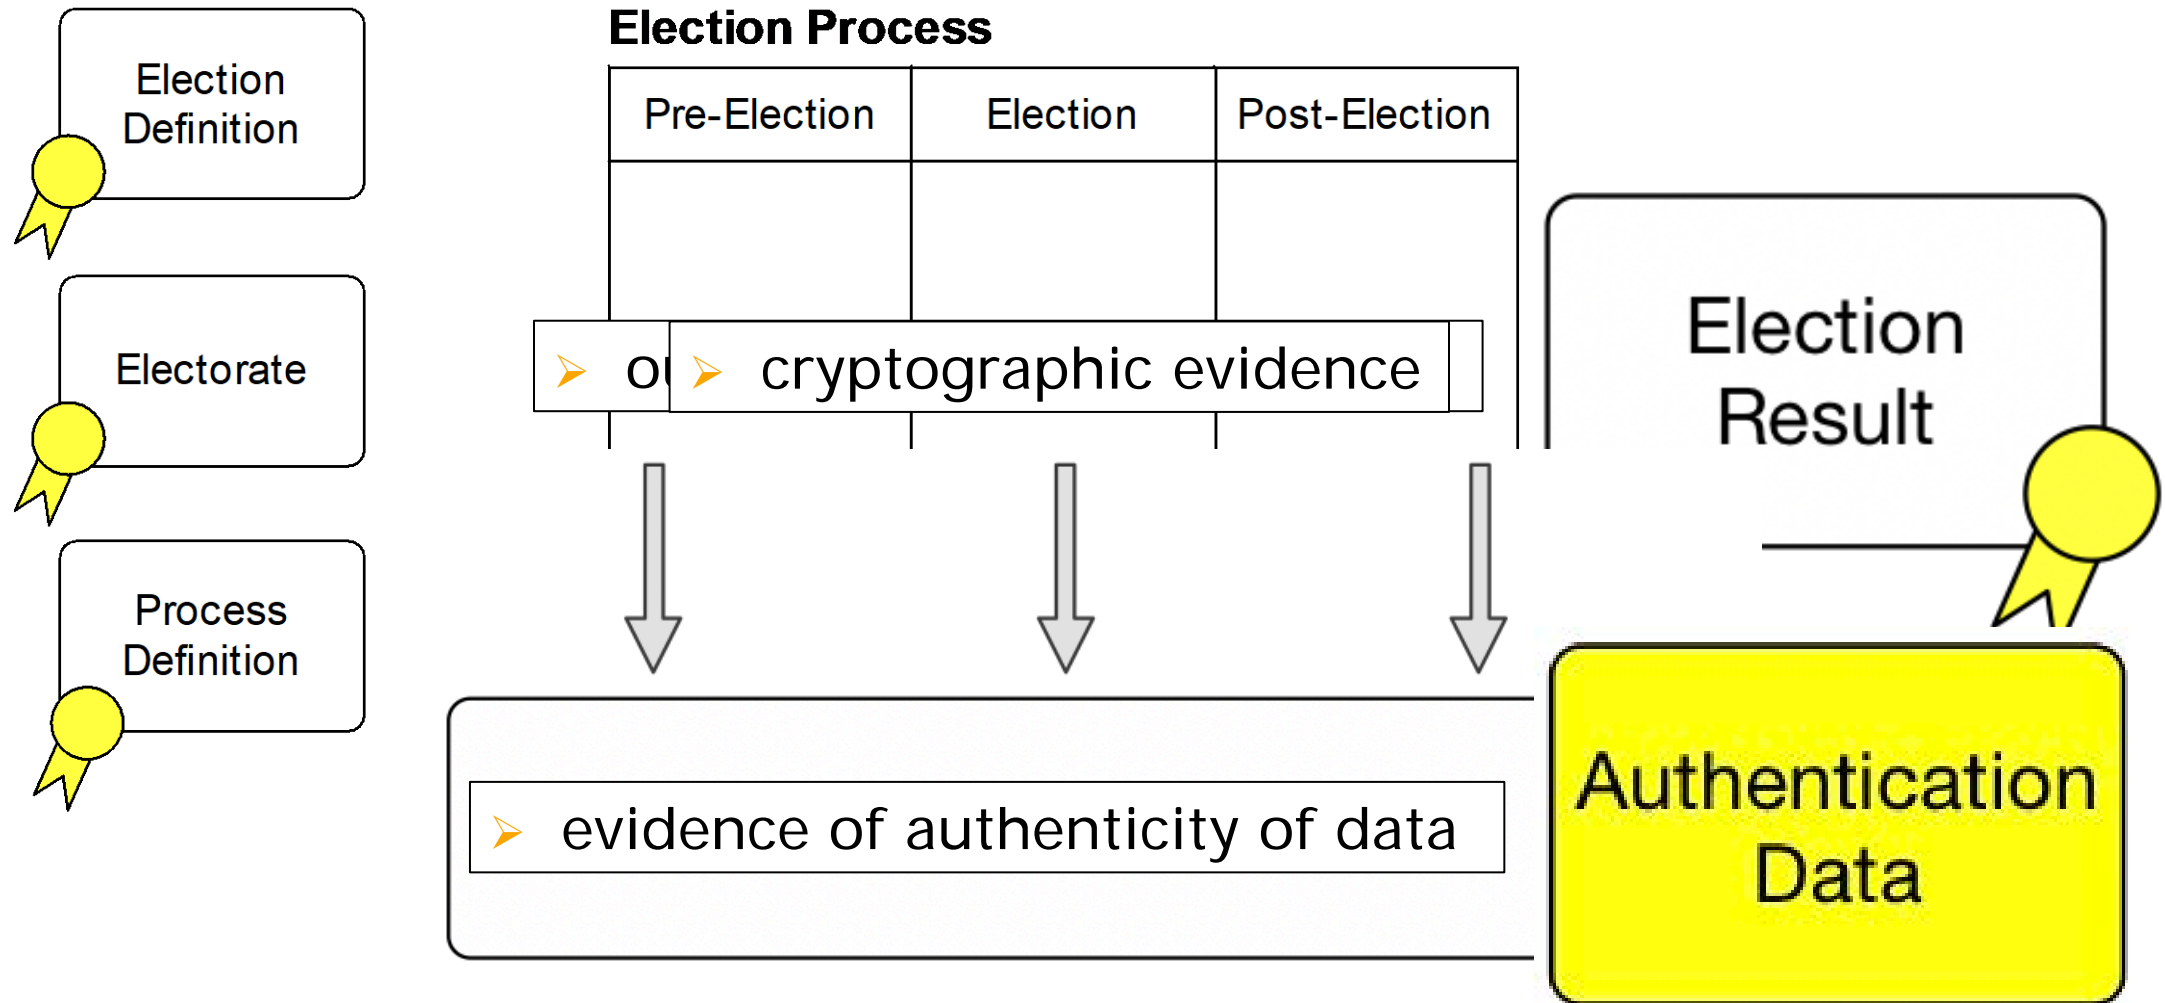 Election Process
Election
Definition
Pre-Election
Election
Post-Election
Electorate
cryptographic evidence
Election
Result
Process
Definition
evidence of authenticity of data
Authentication
Data